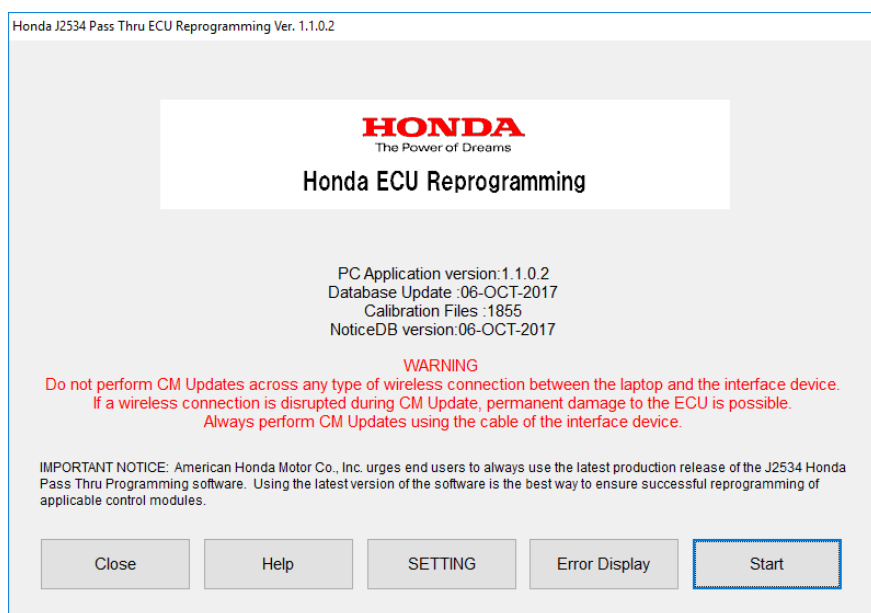 Honda J2534 Pass Thru ECU Reprogramming Ver. 1.1.0.2
HONDA
The Power of Dreams
Honda ECU Reprogramming
PC Application version:1.1.0.2
Database Update :06-OCT-2017
Calibration Files :1855
NoticeDB version:06-OCT-2017
WARNING
Do not perform CM Updates across any type of wireless connection between the laptop and the interface device.
If a wireless connection is disrupted during CM Update, permanent damage to the ECU is possible.
Always perform CM Updates using the cable of the interface device.
IMPORTANT NOTICE: American Honda Motor Co., Inc. urges end users to always use the latest production release of the J2534 Honda
Pass Thru Programming software.  Using the latest version of the software is the best way to ensure successful reprogramming of
applicable control modules.
Close Help SETTING Error Display Start